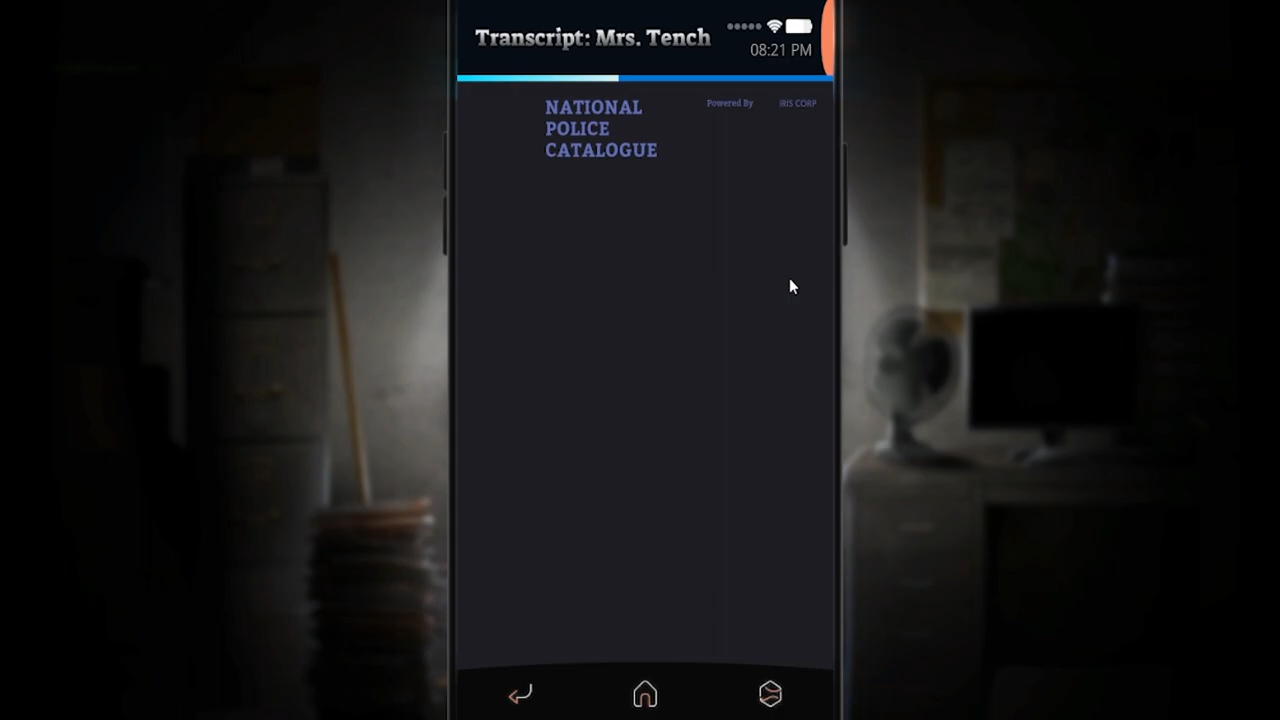 Transcript: Mrs. Tench
08:21 PM
NATIONAL
POLICE
CATALOGUE
Powered By IRIS CORP